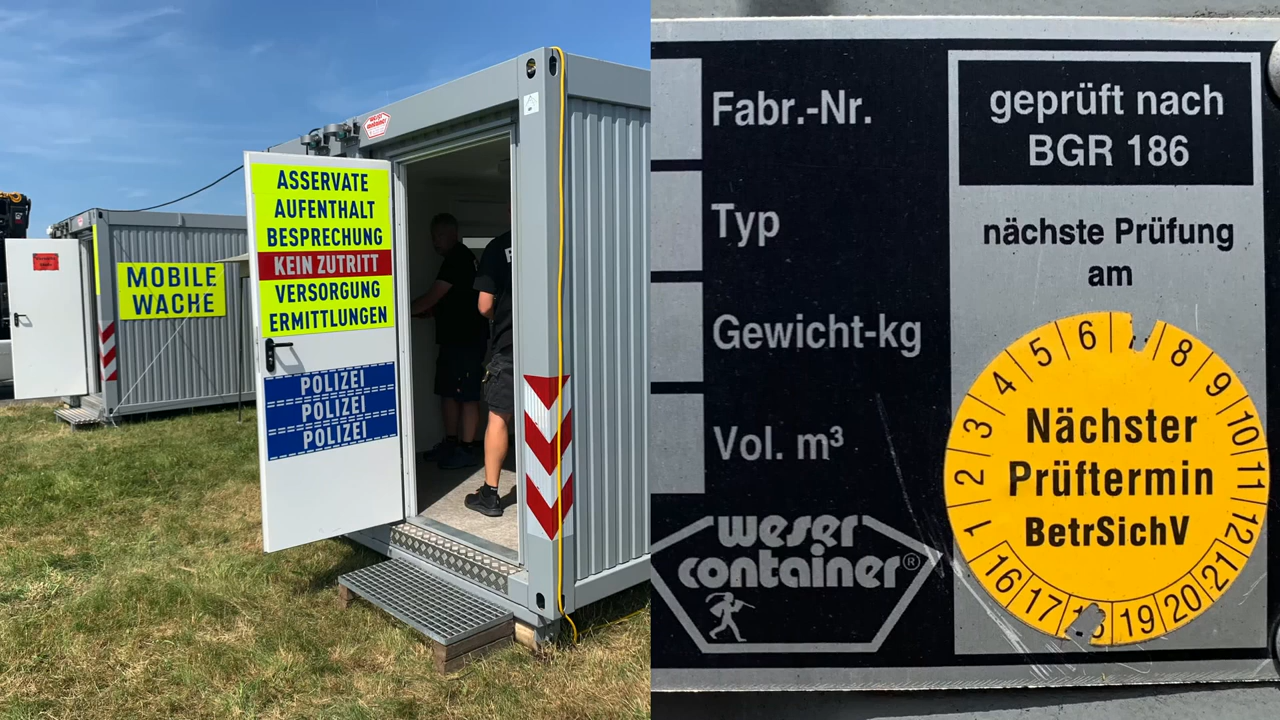 weser
container
ASSERVATE
AUFENTHALT
BESPRECHUNG
KEIN ZUTRITT
VERSORGUNG
ERMITTLUNGEN
POLIZEI
POLIZEI
POLIZEI
MOBILE
WACHE
Fabr.-Nr.
Typ
Gewicht-kg
Vol. m³
weser
container®
geprüft nach
BGR 186
nächste Prüfung
am
1 2 3 4 5 6 8 9 10 11 12
Nächster
Prüftermin
BetrSichV
16 17 19 20 21